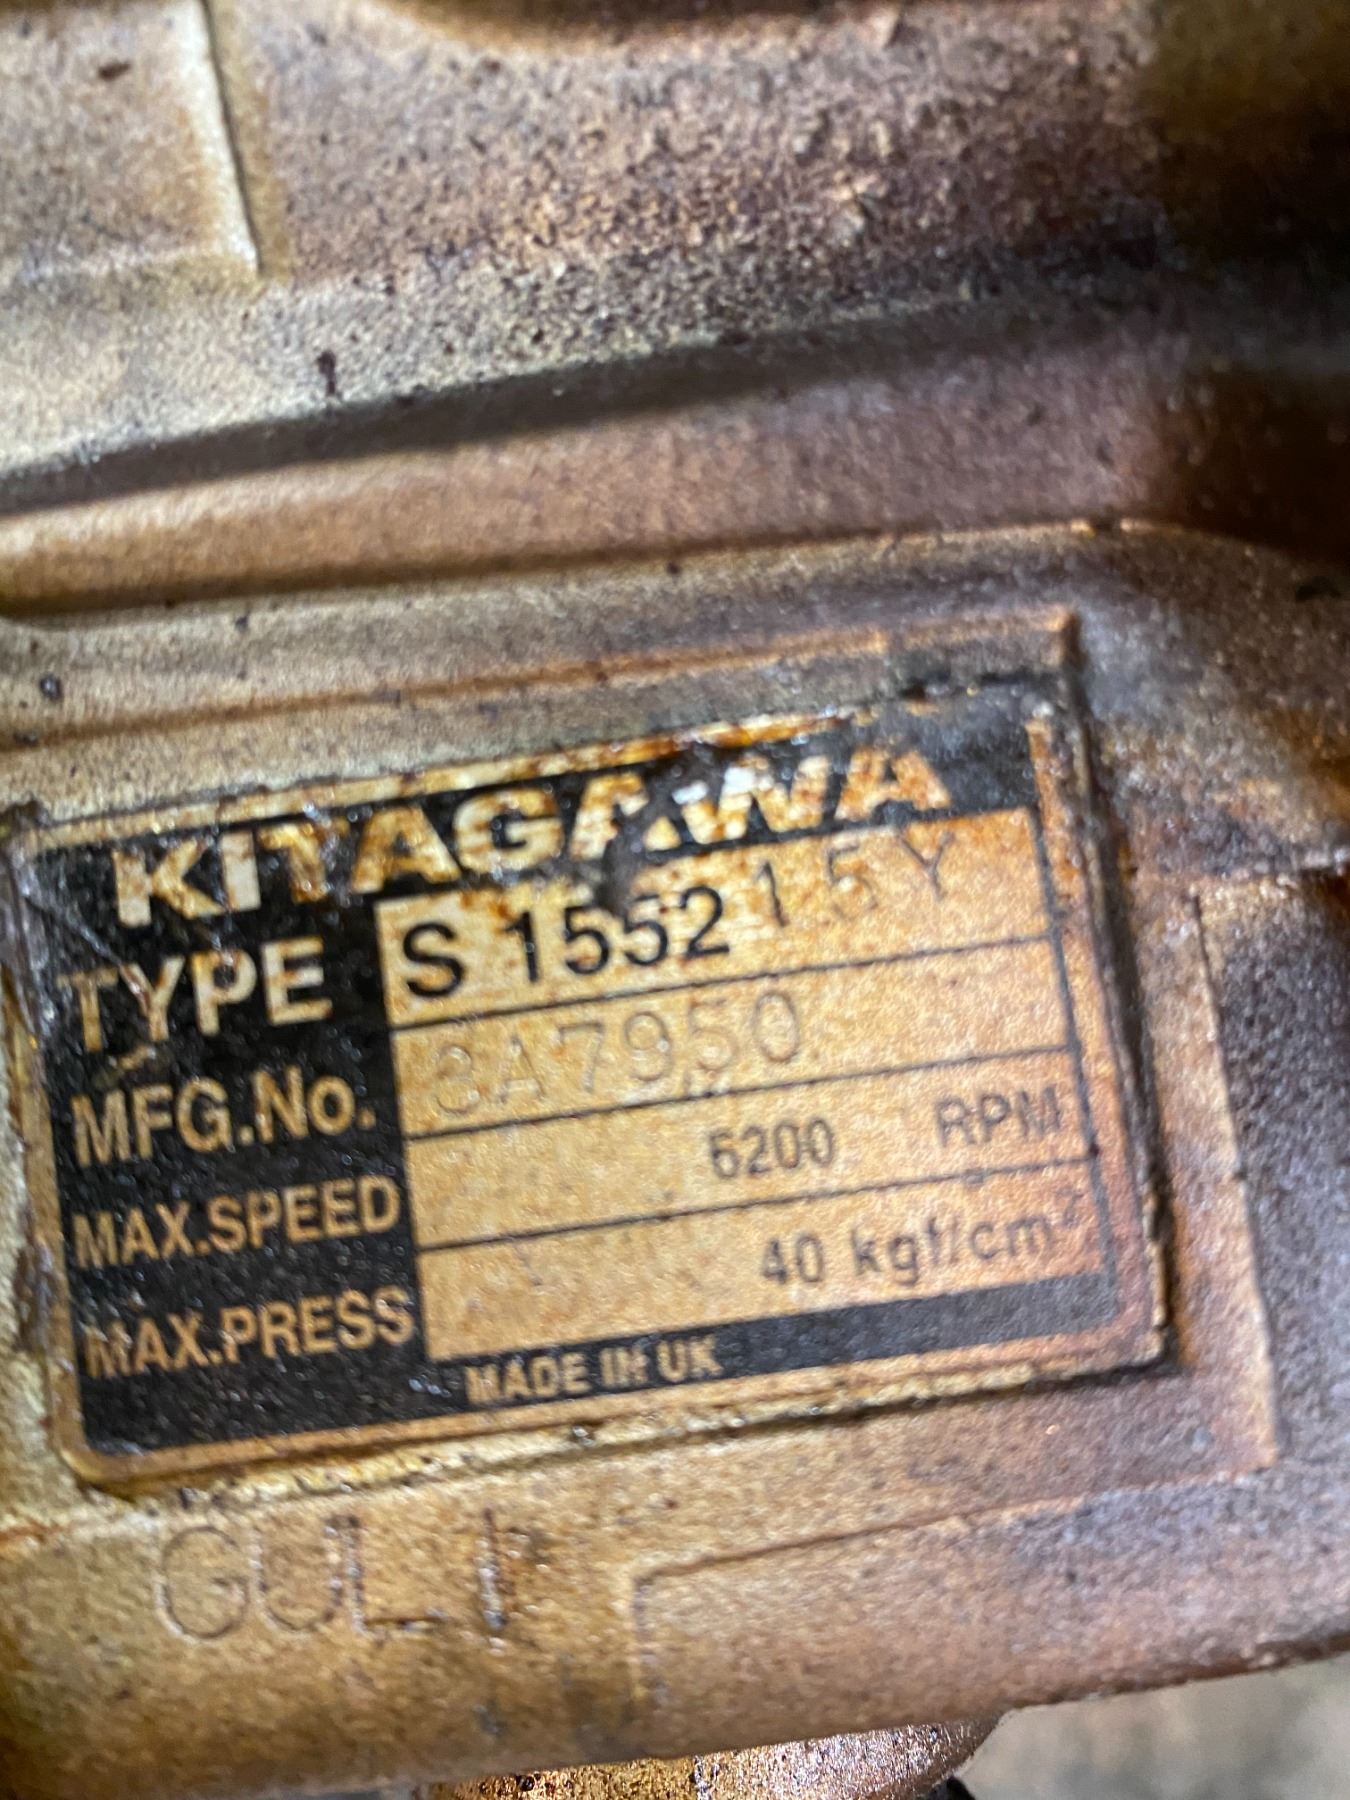 KITAGAWA
TYPE S 1552 15Y
MFG.No. 3A7950
MAX.SPEED 6200 RPM
MAX.PRESS 40 kgf/cm²
MADE IN UK